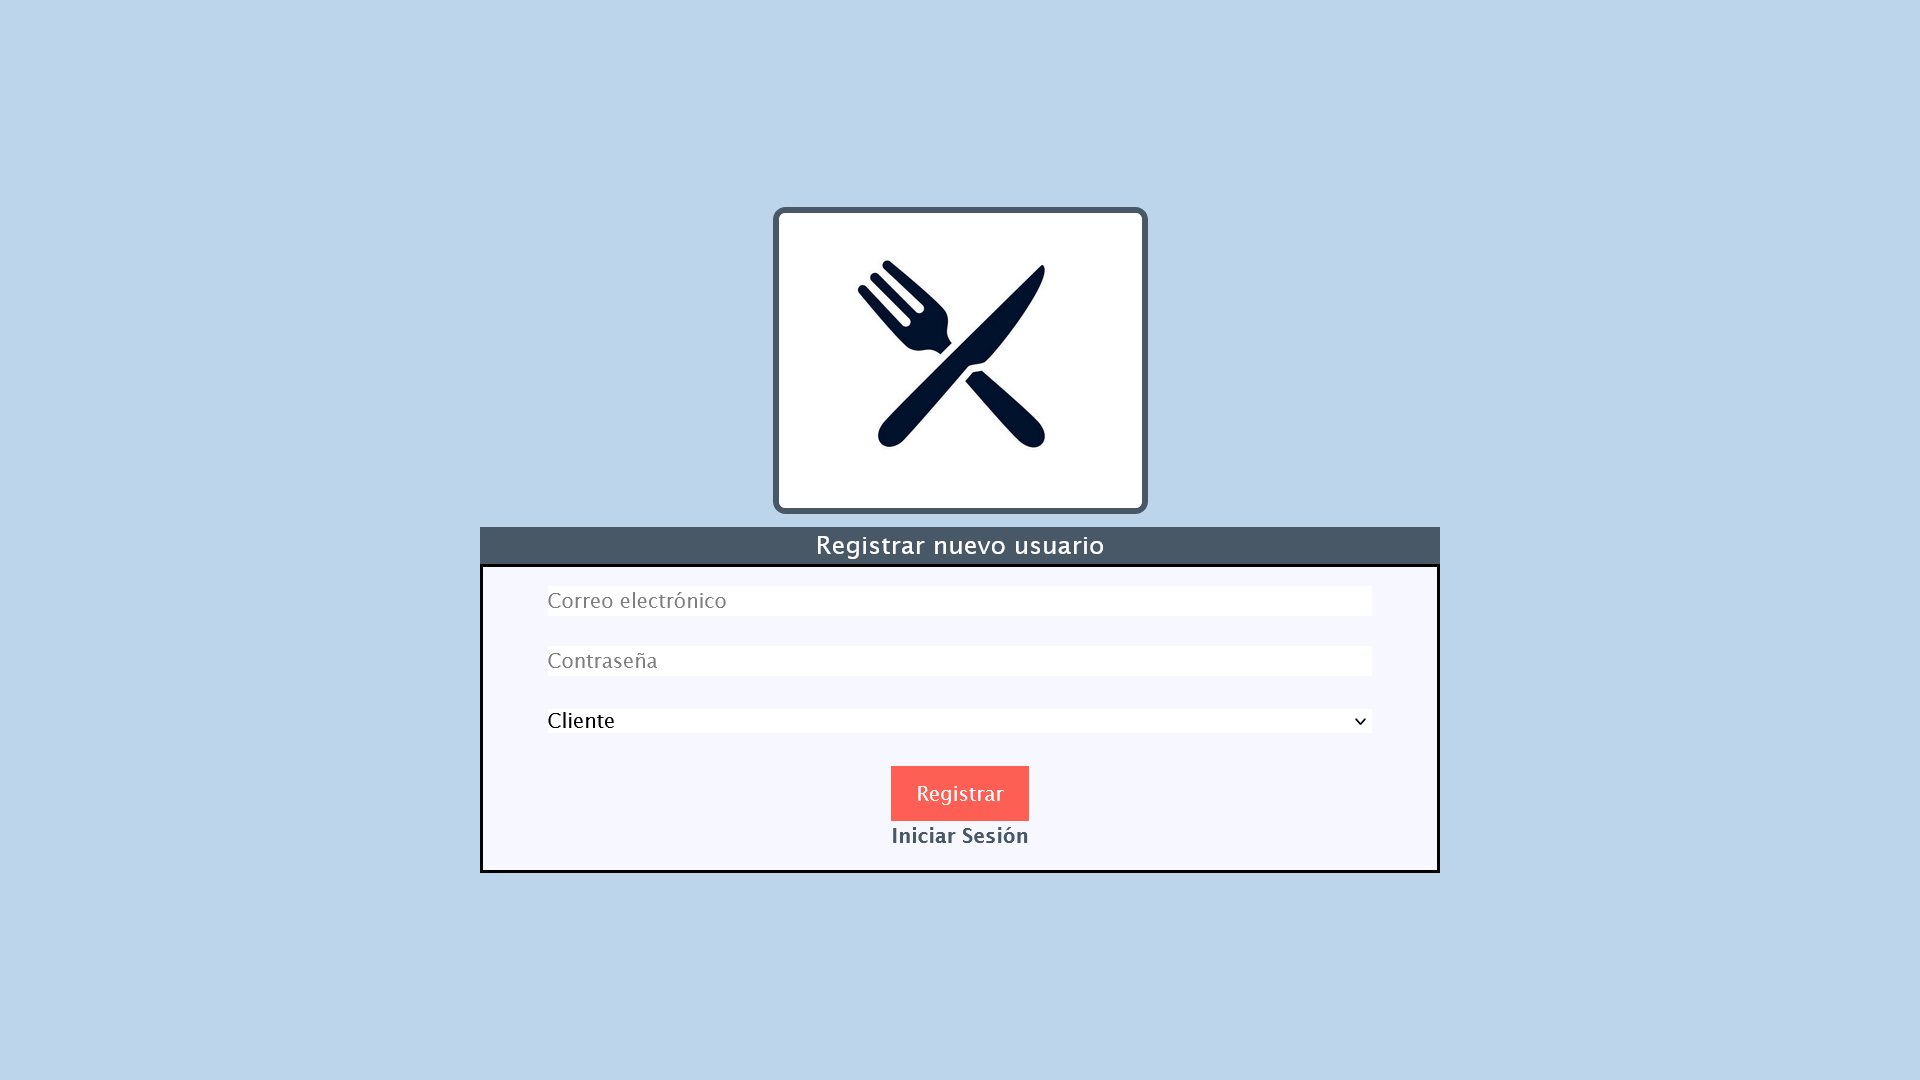 Registrar nuevo usuario
Correo electrónico
Contraseña
Cliente
Registrar
Iniciar Sesión